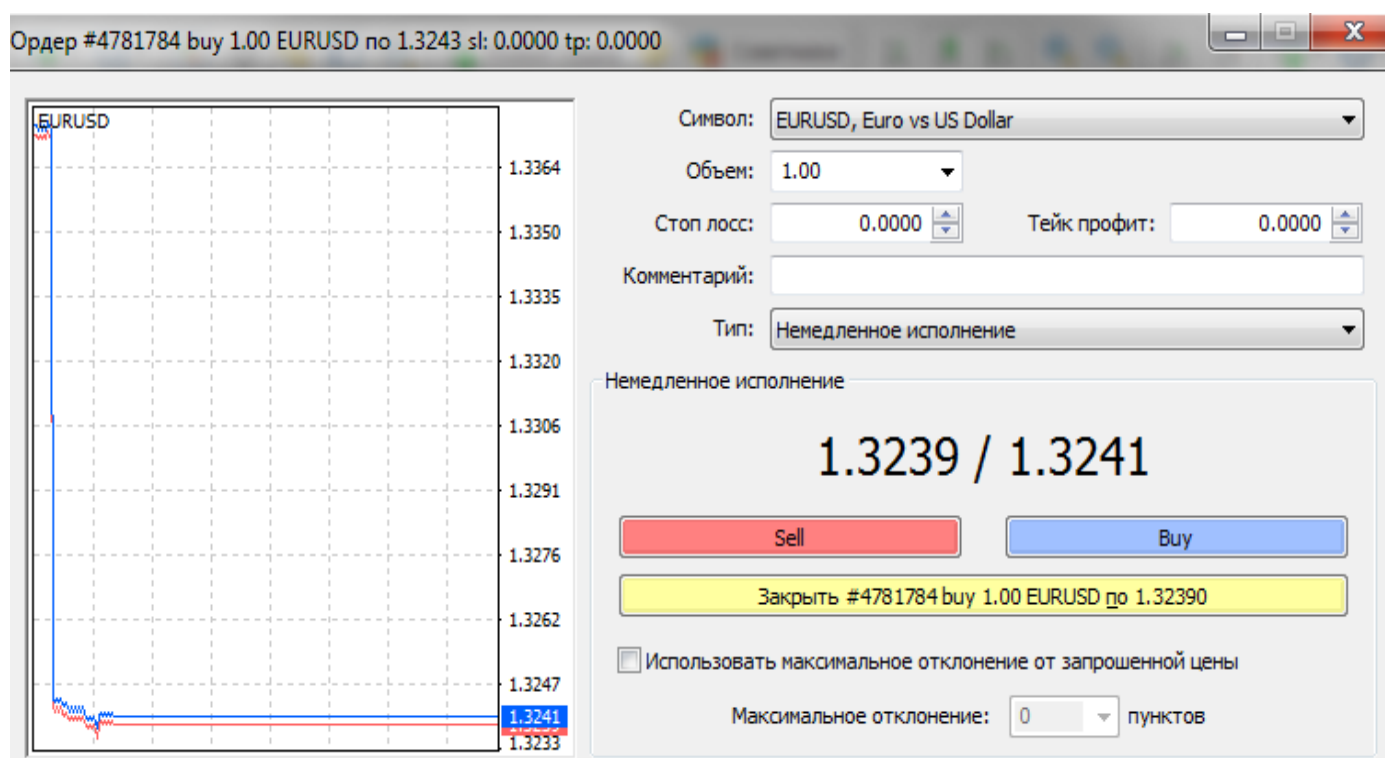 Ордер #4781784 buy 1.00 EURUSD по 1.3243 sl: 0.0000 tp: 0.0000
EURUSD
1.3364
1.3350
1.3335
1.3320
1.3306
1.3291
1.3276
1.3262
1.3247
1.3241
1.3233
Символ: EURUSD, Euro vs US Dollar
Объем: 1.00
Стоп лосс: 0.0000 Тейк профит: 0.0000
Комментарий:
Тип: Немедленное исполнение
Немедленное исполнение
1.3239 / 1.3241
Sell Buy
Закрыть #4781784 buy 1.00 EURUSD по 1.32390
Использовать максимальное отклонение от запрошенной цены
Максимальное отклонение: 0 пунктов